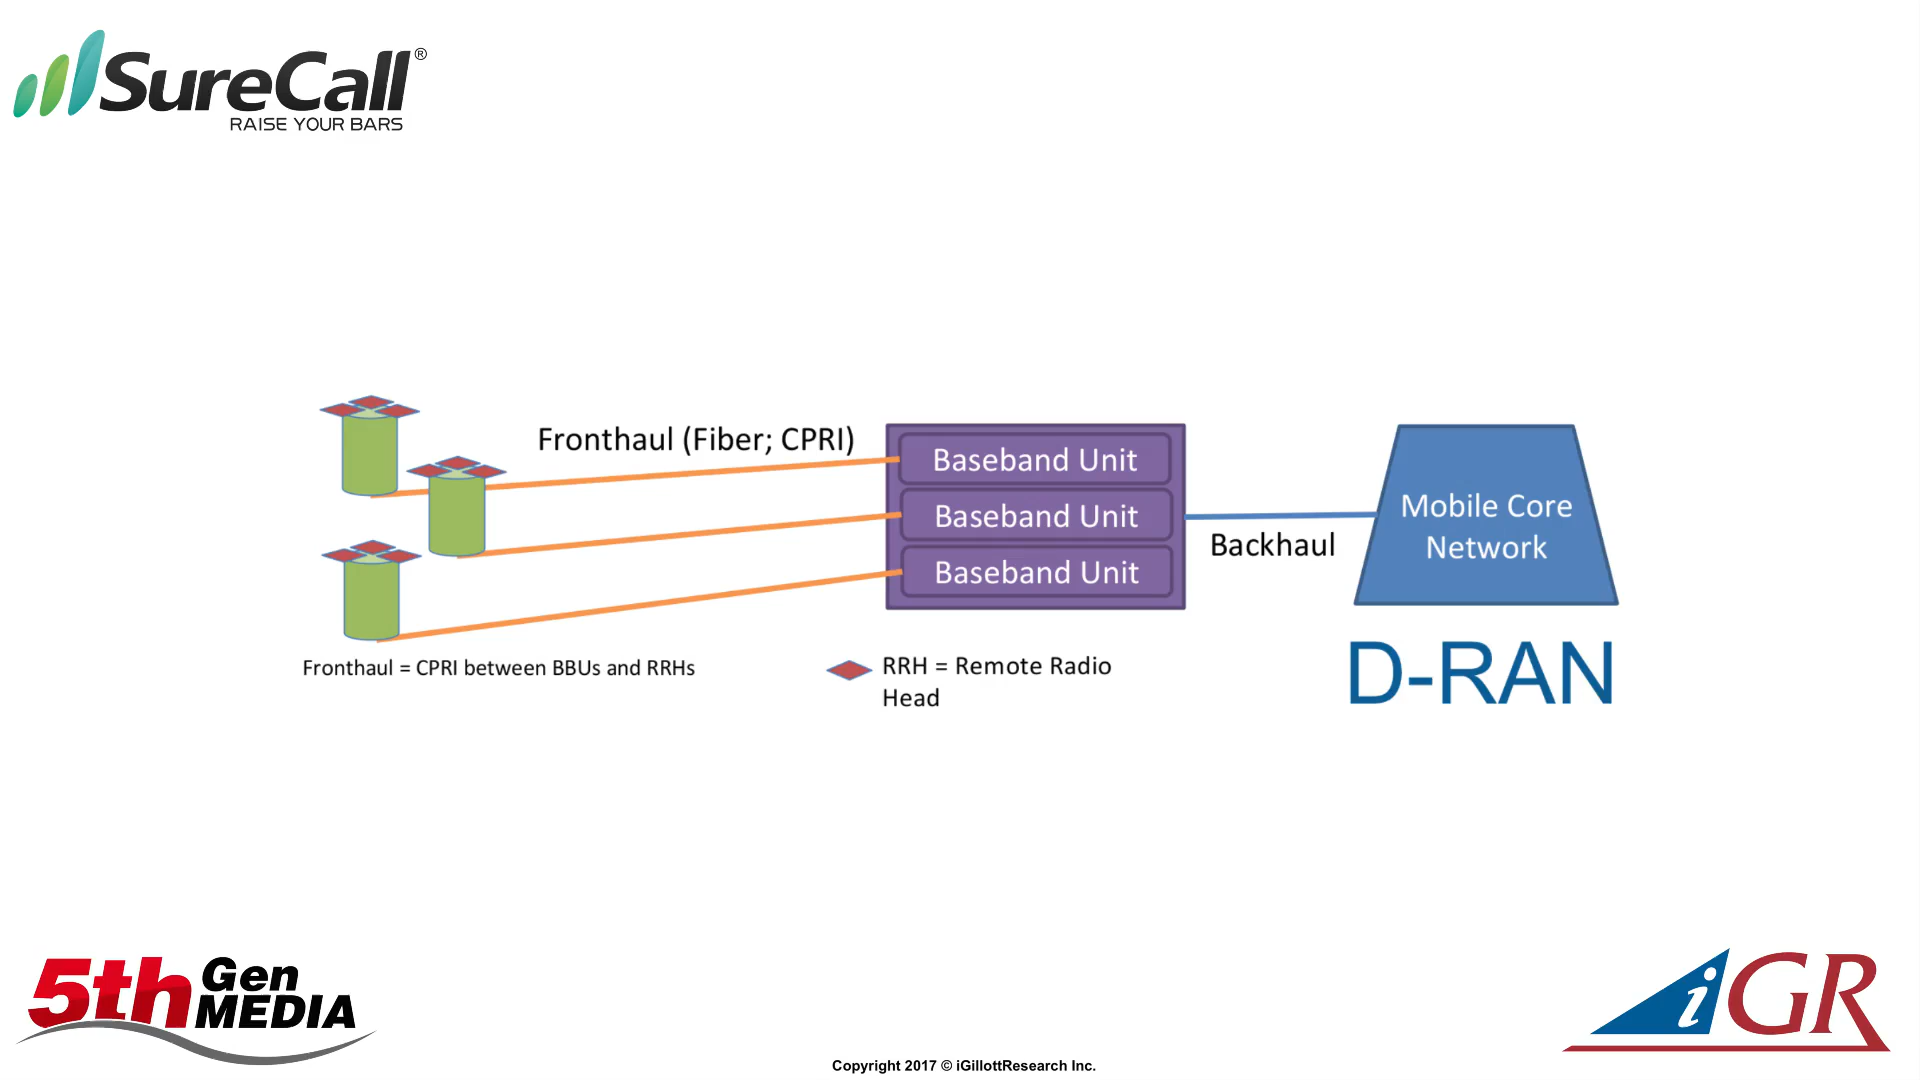 SureCall®
RAISE YOUR BARS
Fronthaul (Fiber; CPRI)
Baseband Unit
Baseband Unit
Baseband Unit
Backhaul
Mobile Core
Network
Fronthaul = CPRI between BBUs and RRHs
RRH = Remote Radio
Head
D-RAN
5th Gen
MEDIA
iGR
Copyright 2017 © iGillottResearch Inc.